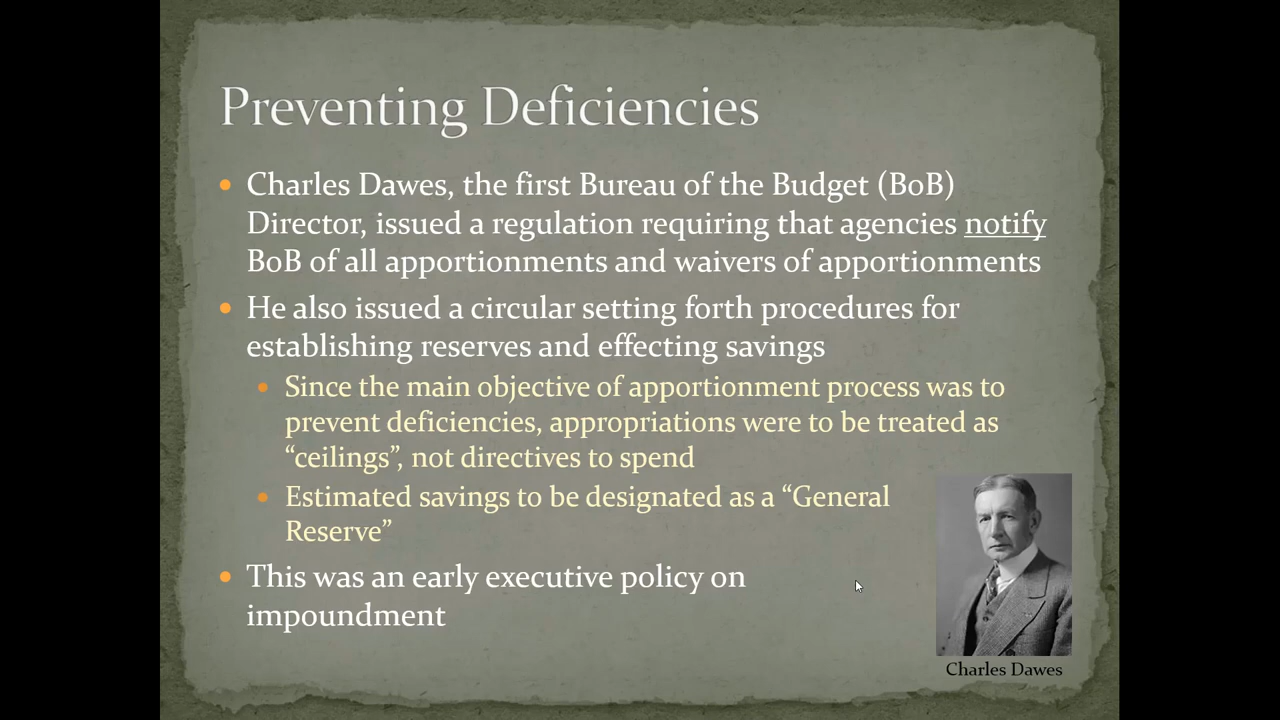 Preventing Deficiencies
Charles Dawes, the first Bureau of the Budget (BoB)
Director, issued a regulation requiring that agencies notify
BoB of all apportionments and waivers of apportionments
He also issued a circular setting forth procedures for
establishing reserves and effecting savings
Since the main objective of apportionment process was to
prevent deficiencies, appropriations were to be treated as
“ceilings”, not directives to spend
Estimated savings to be designated as a “General
Reserve”
This was an early executive policy on
impoundment
Charles Dawes